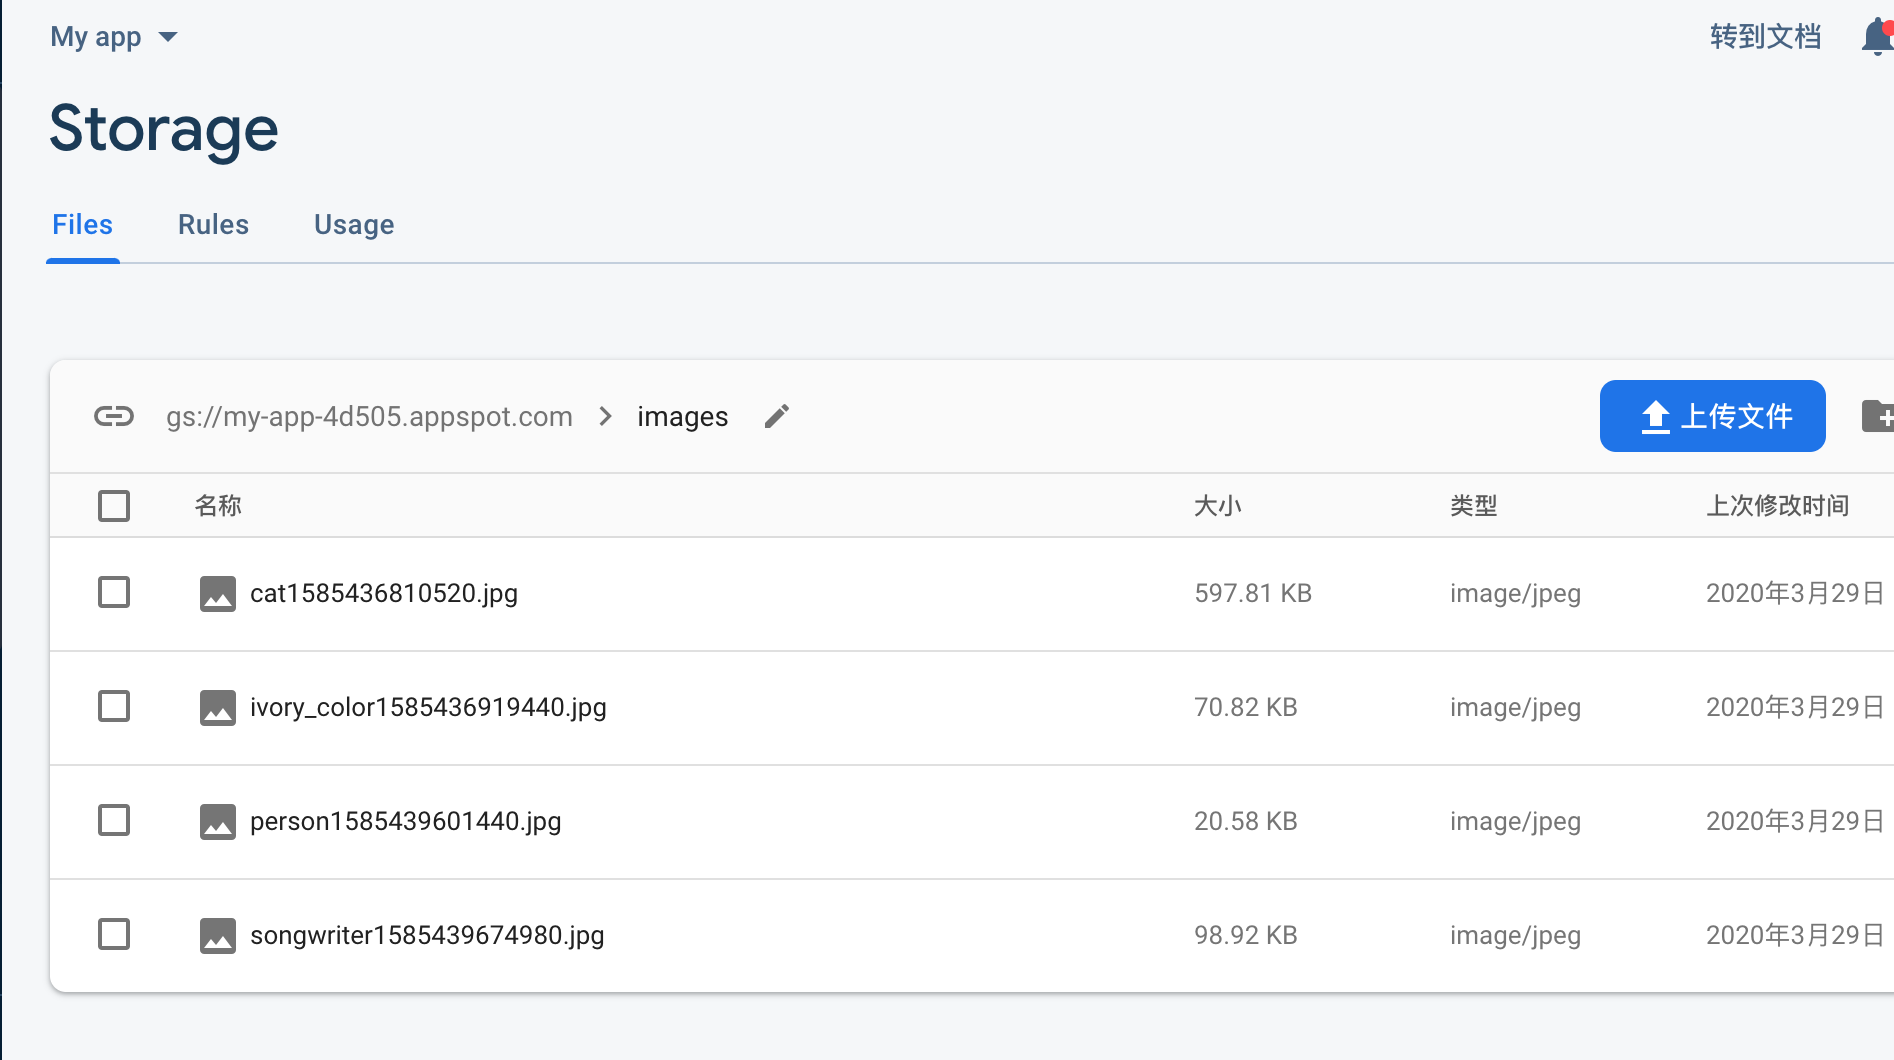 My app
转到文档
Storage
Files Rules Usage
gs://my-app-4d505.appspot.com images
上传文件
名称 大小 类型 上次修改时间
cat1585436810520.jpg 597.81 KB image/jpeg 2020年3月29日
ivory_color1585436919440.jpg 70.82 KB image/jpeg 2020年3月29日
person1585439601440.jpg 20.58 KB image/jpeg 2020年3月29日
songwriter1585439674980.jpg 98.92 KB image/jpeg 2020年3月29日